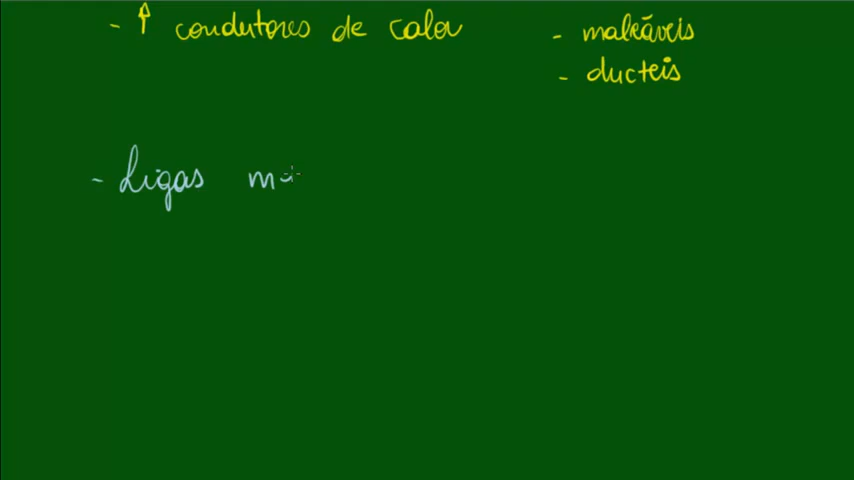 - ↑ condutores de calor
- maleáveis
- ducteis
- Ligas m